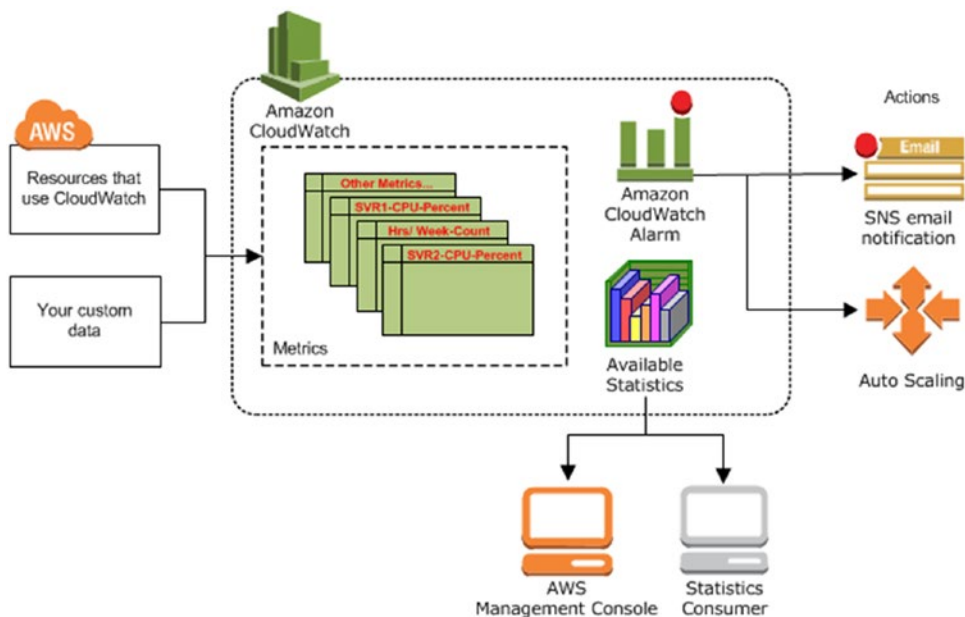 Amazon
CloudWatch
Actions
AWS
Resources that
use CloudWatch
Your custom
data
Other Metrics...
SVR1-CPU-Percent
Hrs/ Week-Count
SVR2-CPU-Percent
Metrics
Amazon
CloudWatch
Alarm
Available
Statistics
Email
SNS email
notification
Auto Scaling
AWS
Management Console
Statistics
Consumer